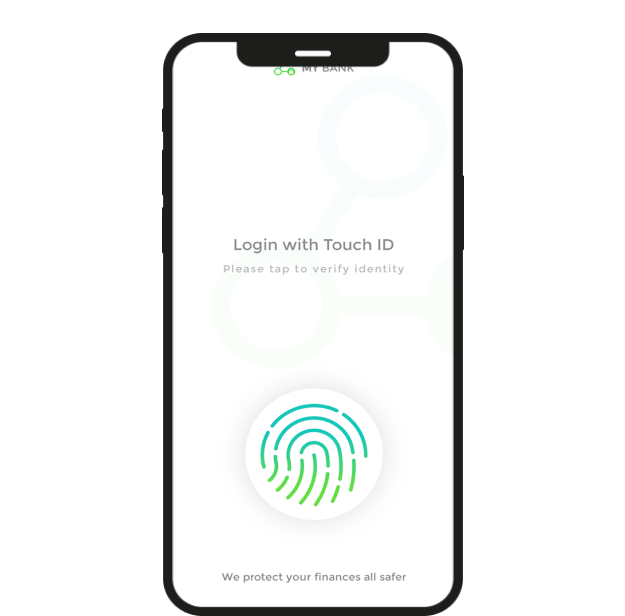 MY BANK
Login with Touch ID
Please tap to verify identity
We protect your finances all safer